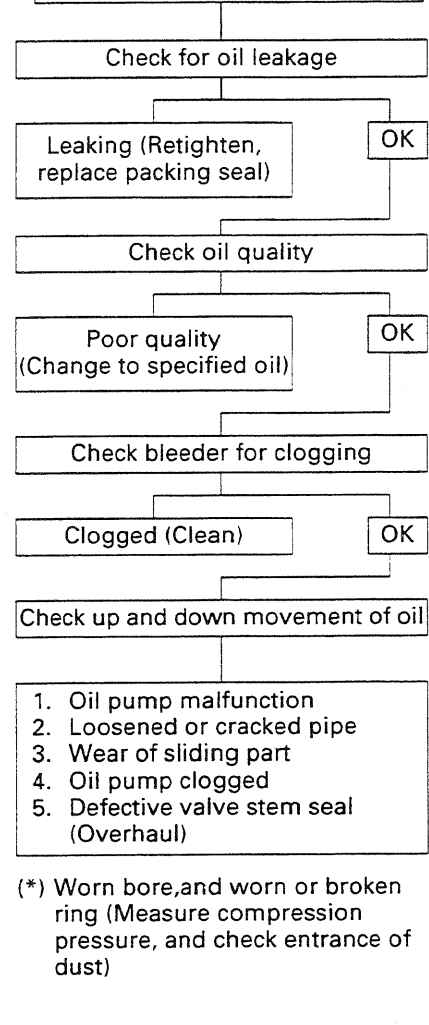 Check for oil leakage
Leaking (Retighten,
replace packing seal)
OK
Check oil quality
Poor quality
(Change to specified oil)
OK
Check bleeder for clogging
Clogged (Clean)
OK
Check up and down movement of oil
1. Oil pump malfunction
2. Loosened or cracked pipe
3. Wear of sliding part
4. Oil pump clogged
5. Defective valve stem seal
(Overhaul)
(*) Worn bore,and worn or broken
ring (Measure compression
pressure, and check entrance of
dust)